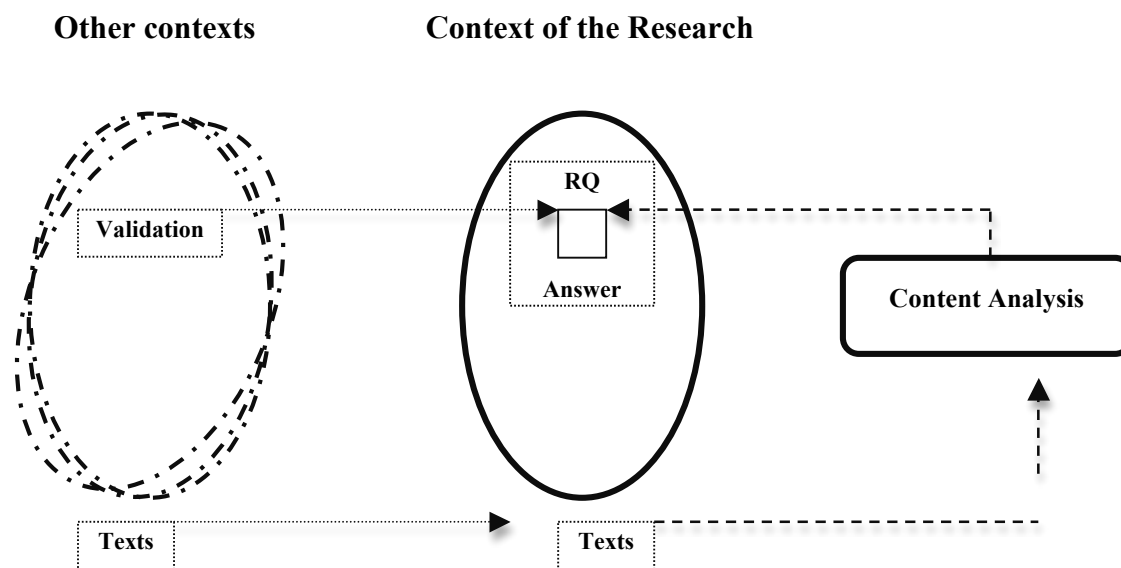 Other contexts
Context of the Research
RQ
Validation
Answer
Content Analysis
Texts
Texts